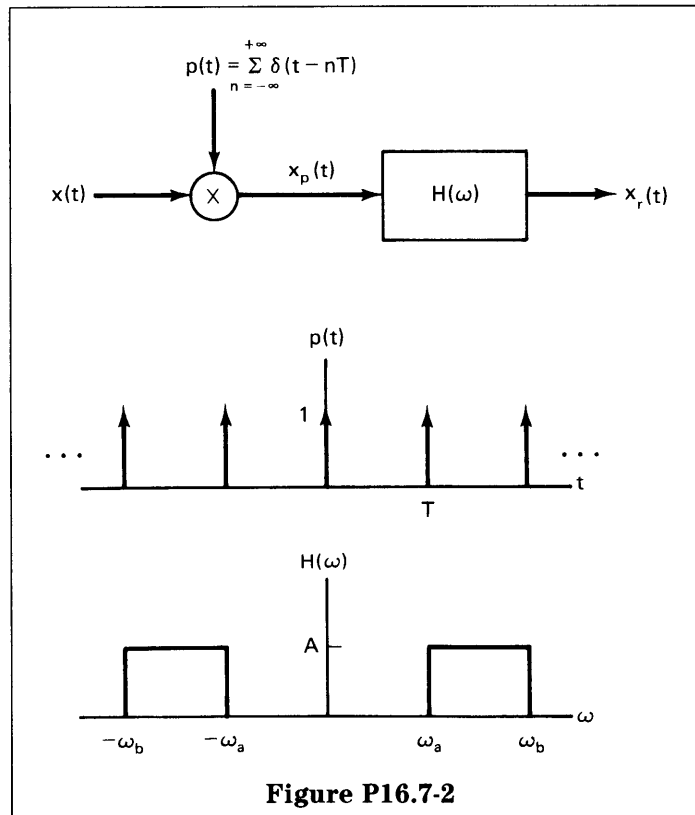 +∞
p(t) = Σ δ(t − nT)
n = −∞
x(t) X x_p(t) H(ω) x_r(t)
p(t)
1
· · · · · ·
t
T
H(ω)
A
ω
−ω_b −ω_a ω_a ω_b
Figure P16.7-2